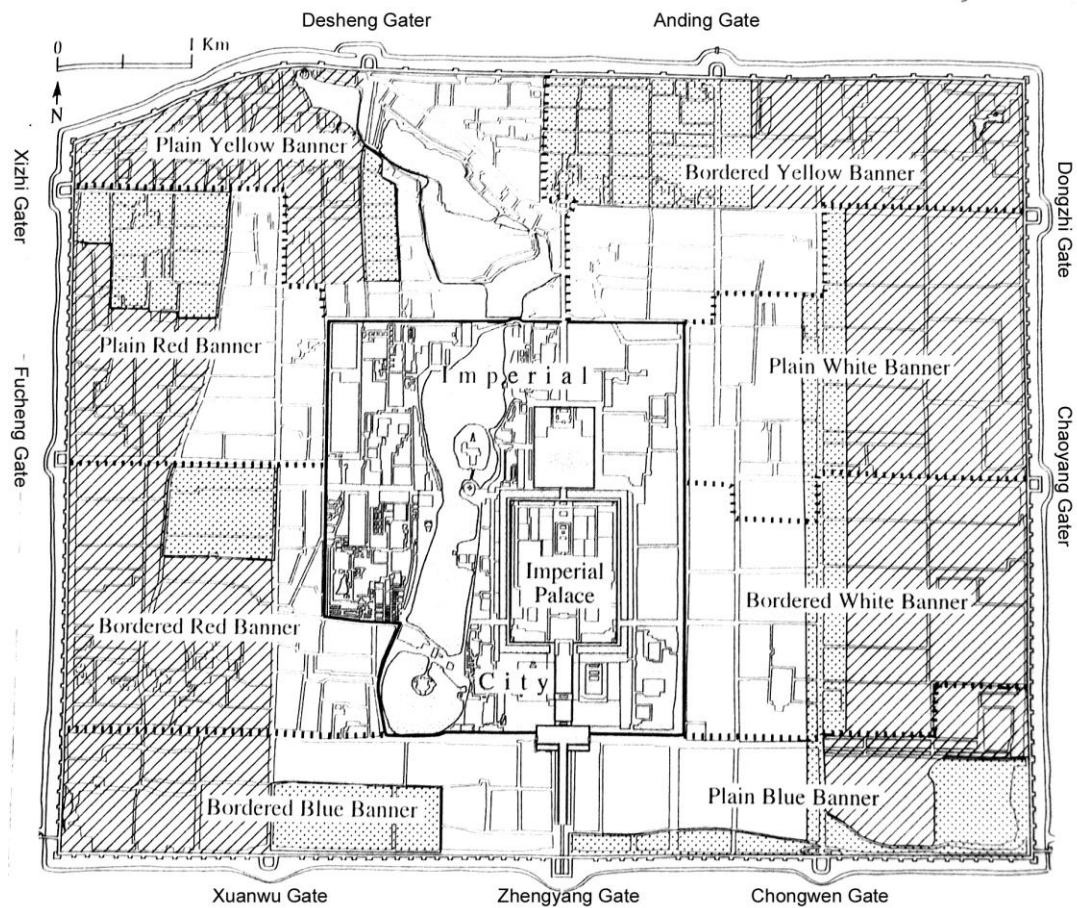 Desheng Gater
Anding Gate
0
1 Km
N
Plain Yellow Banner
Bordered Yellow Banner
Xizhi Gater
Dongzhi Gate
Plain Red Banner
Plain White Banner
Imperial
A
Fucheng Gate
Chaoyang Gater
Imperial
Palace
Bordered Red Banner
Bordered White Banner
City
Bordered Blue Banner
Plain Blue Banner
Xuanwu Gate
Zhengyang Gate
Chongwen Gate